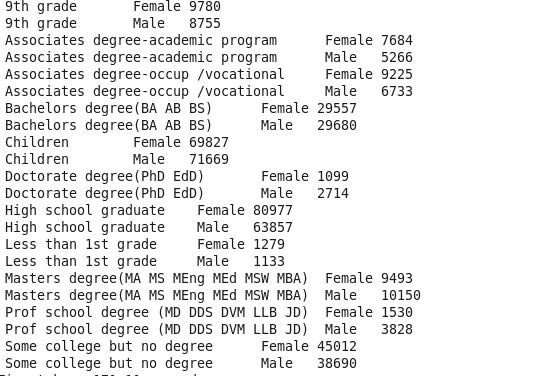 9th grade Female 9780
9th grade Male 8755
Associates degree-academic program Female 7684
Associates degree-academic program Male 5266
Associates degree-occup /vocational Female 9225
Associates degree-occup /vocational Male 6733
Bachelors degree(BA AB BS) Female 29557
Bachelors degree(BA AB BS) Male 29680
Children Female 69827
Children Male 71669
Doctorate degree(PhD EdD) Female 1099
Doctorate degree(PhD EdD) Male 2714
High school graduate Female 80977
High school graduate Male 63857
Less than 1st grade Female 1279
Less than 1st grade Male 1133
Masters degree(MA MS MEng MEd MSW MBA) Female 9493
Masters degree(MA MS MEng MEd MSW MBA) Male 10150
Prof school degree (MD DDS DVM LLB JD) Female 1530
Prof school degree (MD DDS DVM LLB JD) Male 3828
Some college but no degree Female 45012
Some college but no degree Male 38690